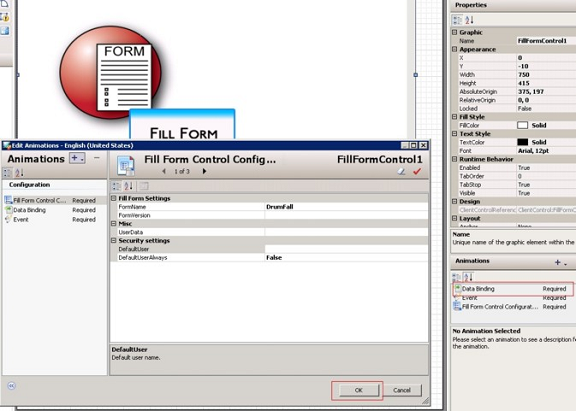 FORM
FILL FORM
Edit Animations - English (United States)
Animations
Configuration
Fill Form Control C... Required
Data Binding Required
Event Required
Fill Form Control Config...
FillFormControl1
1 of 3
Fill Form Settings
FormName DrumFall
FormVersion
Misc
UserData
Security settings
DefaultUser
DefaultUserAlways False
DefaultUser
Default user name.
OK
Cancel
Properties
Graphic
Name FillFormControl1
Appearance
X 0
Y -10
Width 750
Height 415
AbsoluteOrigin 375, 197
RelativeOrigin 0, 0
Locked False
Fill Style
FillColor Solid
Text Style
TextColor Solid
Font Arial, 12pt
Runtime Behavior
Enabled True
TabOrder 0
TabStop True
Visible True
Design
Layout
Name
Unique name of the graphic element within the
Animations
Data Binding Required
Event Required
Fill Form Control Configurat... Required
No Animation Selected
Please select an animation to see a description f
the animation.